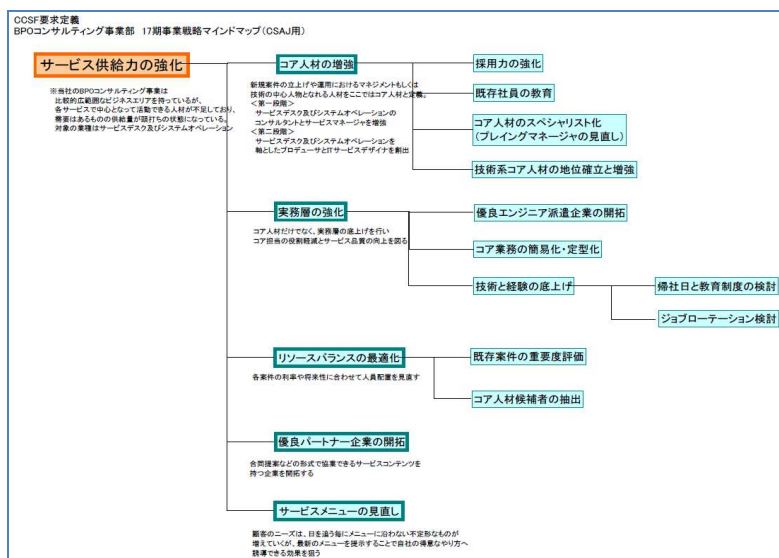 CCSF要求定義
BPOコンサルティング事業部 17期事業戦略マインドマップ(CSAJ用)
サービス供給力の強化
※当社のBPOコンサルティング事業は
比較的広範囲なビジネスエリアを持っているが、
各サービスで中心となって活動できる人材が不足しており、
需要はあるものの供給量が頭打ちの状態になっている。
対象の業種はサービスデスク及びシステムオペレーション
コア人材の増強
新規案件の立上げや運用におけるマネジメントもしくは
技術の中心人物となれる人材をここではコア人材と定義。
<第一段階>
サービスデスク及びシステムオペレーションの
コンサルタントとサービスマネージャを増強
<第二段階>
サービスデスク及びシステムオペレーションを
軸としたプロデューサとITサービスデザイナを創出
採用力の強化
既存社員の教育
コア人材のスペシャリスト化
(プレイングマネージャの見直し)
技術系コア人材の地位確立と増強
実務層の強化
コア人材だけでなく、実務層の底上げを行い
コア担当の役割軽減とサービス品質の向上を図る
優良エンジニア派遣企業の開拓
コア業務の簡易化・定型化
技術と経験の底上げ
帰社日と教育制度の検討
ジョブローテーション検討
リソースバランスの最適化
各案件の利率や将来性に合わせて人員配置を見直す
既存案件の重要度評価
コア人材候補者の抽出
優良パートナー企業の開拓
合同提案などの形式で協業できるサービスコンテンツを
持つ企業を開拓する
サービスメニューの見直し
顧客のニーズは、日を追う毎にメニューに沿わない不定形なものが
増えていくが、最新のメニューを提示することで自社の得意なやり方へ
誘導できる効果を狙う